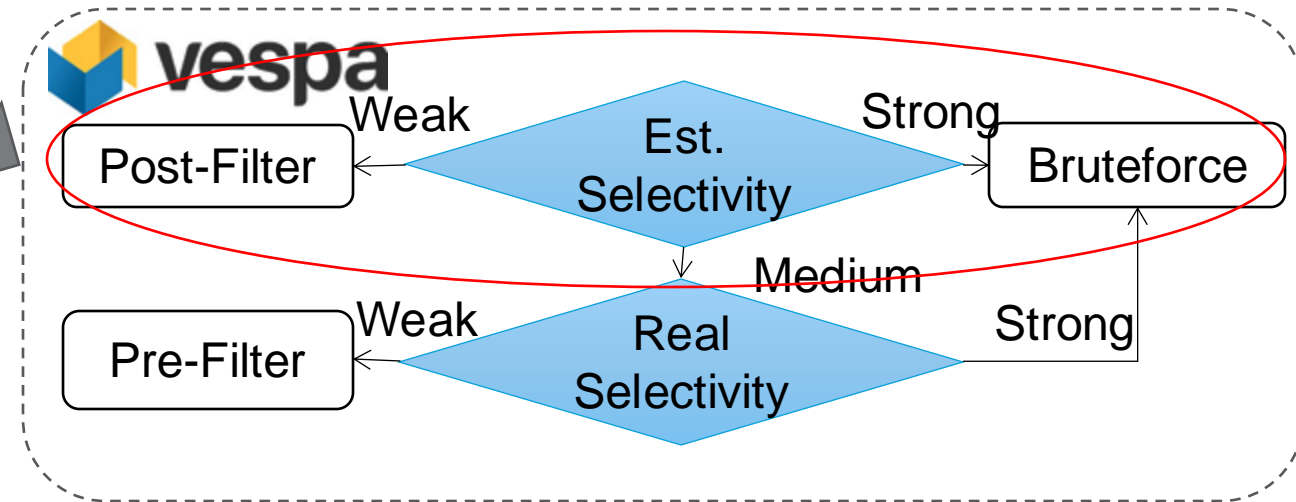 vespa
Weak
Strong
Post-Filter
Est.
Selectivity
Bruteforce
Medium
Weak
Strong
Pre-Filter
Real
Selectivity